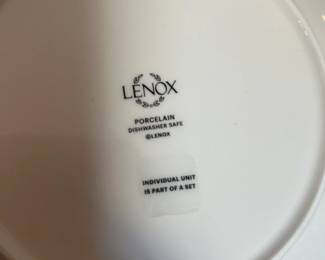 LENOX
PORCELAIN
DISHWASHER SAFE
©LENOX
INDIVIDUAL UNIT
IS PART OF A SET